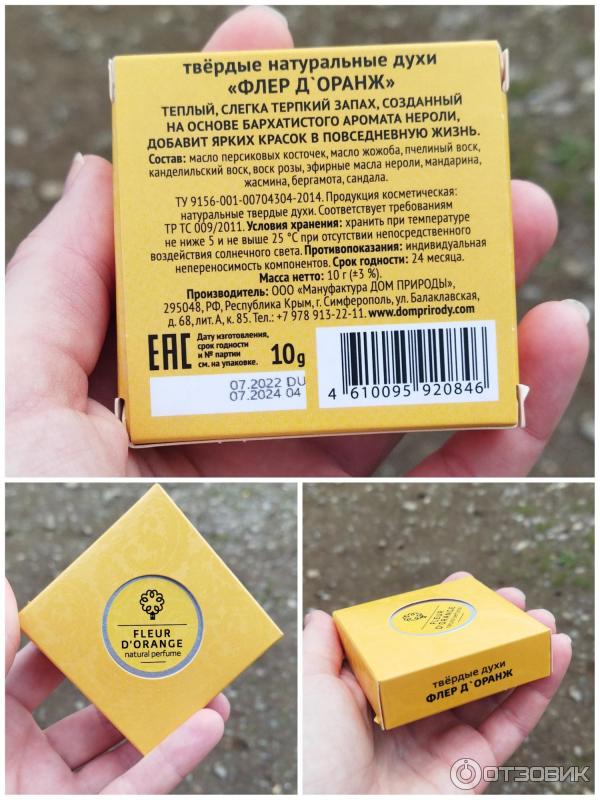 твёрдые натуральные духи
«ФЛЕР Д`ОРАНЖ»
ТЕПЛЫЙ, СЛЕГКА ТЕРПКИЙ ЗАПАХ, СОЗДАННЫЙ
НА ОСНОВЕ БАРХАТИСТОГО АРОМАТА НЕРОЛИ,
ДОБАВИТ ЯРКИХ КРАСОК В ПОВСЕДНЕВНУЮ ЖИЗНЬ.
Состав: масло персиковых косточек, масло жожоба, пчелиный воск,
канделильский воск, воск розы, эфирные масла нероли, мандарина,
жасмина, бергамота, сандала.
ТУ 9156-001-00704304-2014. Продукция косметическая:
натуральные твердые духи. Соответствует требованиям
ТР ТС 009/2011. Условия хранения: хранить при температуре
не ниже 5 и не выше 25 °С при отсутствии непосредственного
воздействия солнечного света. Противопоказания: индивидуальная
непереносимость компонентов. Срок годности: 24 месяца.
Масса нетто: 10 г (±3 %).
Производитель: ООО «Мануфактура ДОМ ПРИРОДЫ»,
295048, РФ, Республика Крым, г. Симферополь, ул. Балаклавская,
д. 68, лит. А, к. 85. Тел.: +7 978 913-22-11. www.domprirody.com
EAC
Дату изготовления,
срок годности
и № партии
см. на упаковке.
10g
07.2022 DU
07.2024 04
4 610095 920846
FLEUR
D'ORANGE
natural perfume
FLEUR
D'ORANGE
natural perfume
твёрдые духи
ФЛЕР Д`ОРАНЖ
ОТЗОВИК